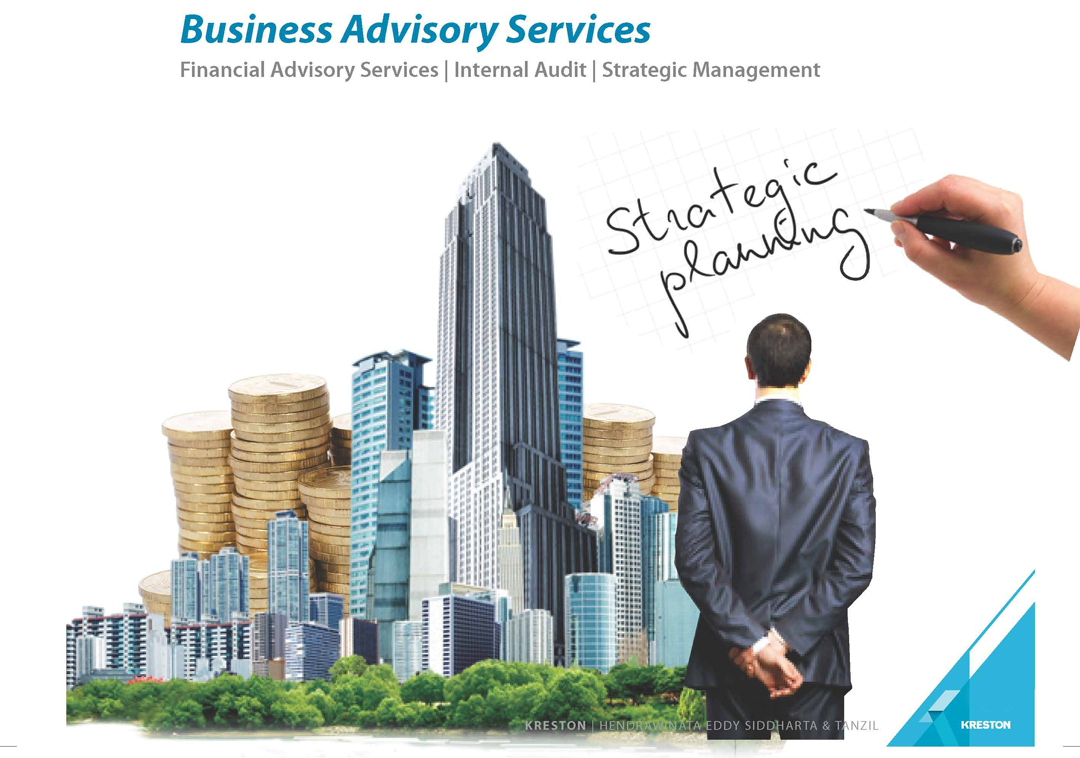 Business Advisory Services
Financial Advisory Services | Internal Audit | Strategic Management
Strategic
planning
KRESTON | HENDRAWINATA EDDY SIDDHARTA & TANZIL
KRESTON